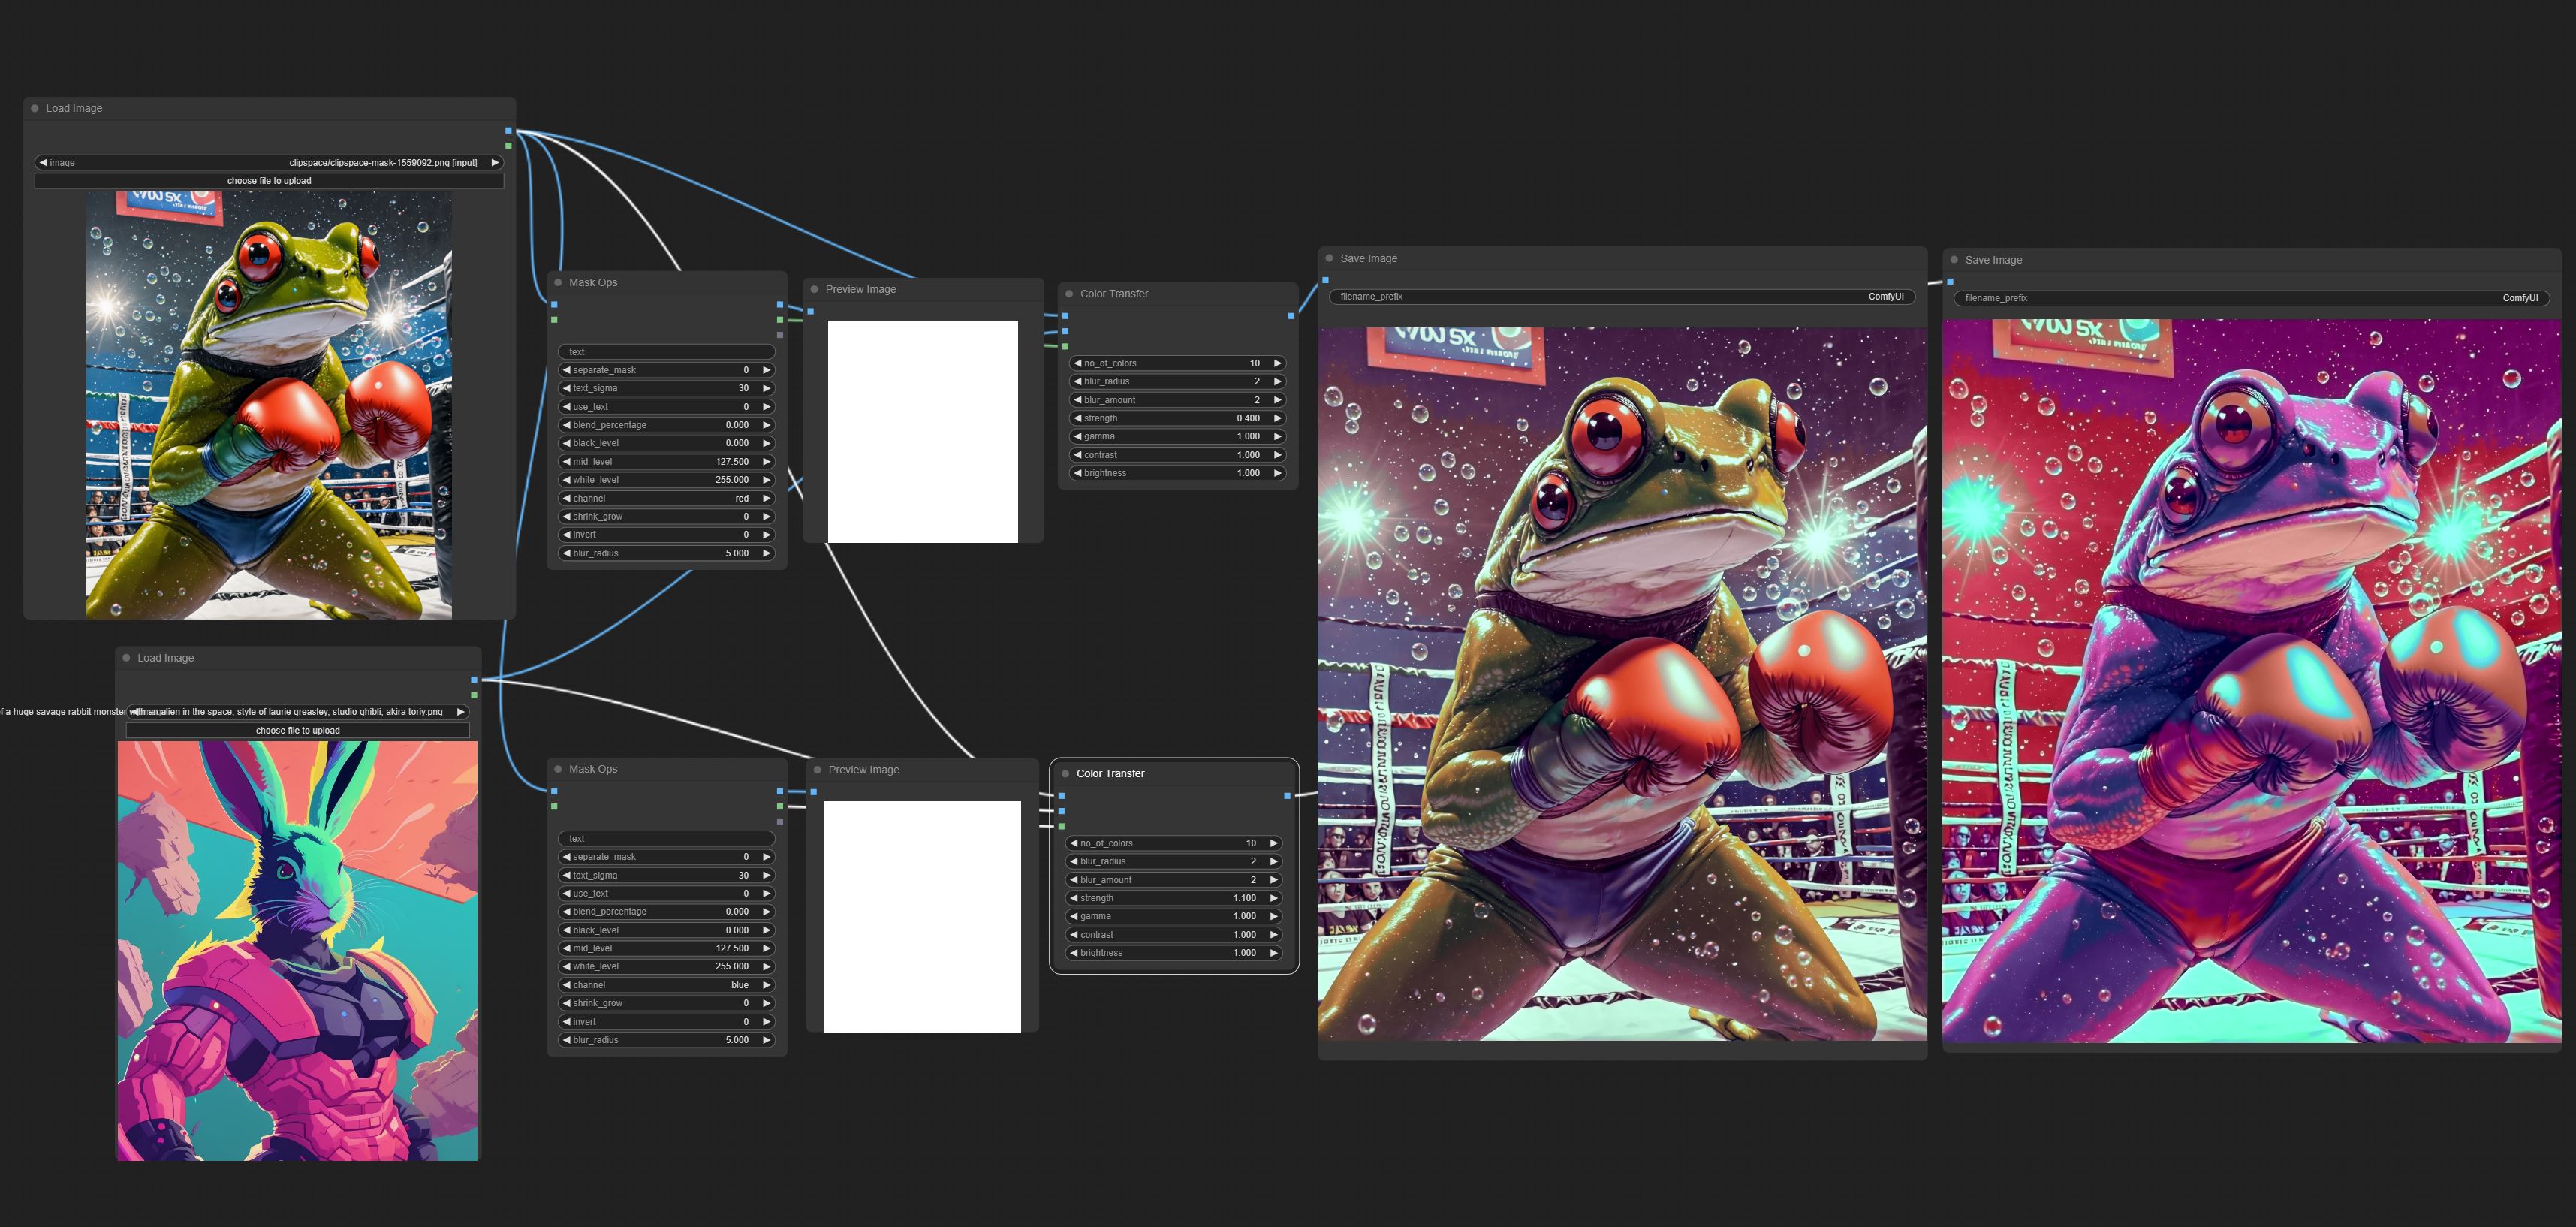 Load Image
image clipspace/clipspace-mask-1559092.png [input]
choose file to upload
Load Image
f a huge savage rabbit monster with an alien in the space, style of laurie greasley, studio ghibli, akira toriy.png
choose file to upload
Mask Ops
text
separate_mask 0
text_sigma 30
use_text 0
blend_percentage 0.000
black_level 0.000
mid_level 127.500
white_level 255.000
channel red
shrink_grow 0
invert 0
blur_radius 5.000
Preview Image
Color Transfer
no_of_colors 10
blur_radius 2
blur_amount 2
strength 0.400
gamma 1.000
contrast 1.000
brightness 1.000
Mask Ops
text
separate_mask 0
text_sigma 30
use_text 0
blend_percentage 0.000
black_level 0.000
mid_level 127.500
white_level 255.000
channel blue
shrink_grow 0
invert 0
blur_radius 5.000
Preview Image
Color Transfer
no_of_colors 10
blur_radius 2
blur_amount 2
strength 1.100
gamma 1.000
contrast 1.000
brightness 1.000
Save Image
filename_prefix ComfyUI
Save Image
filename_prefix ComfyUI